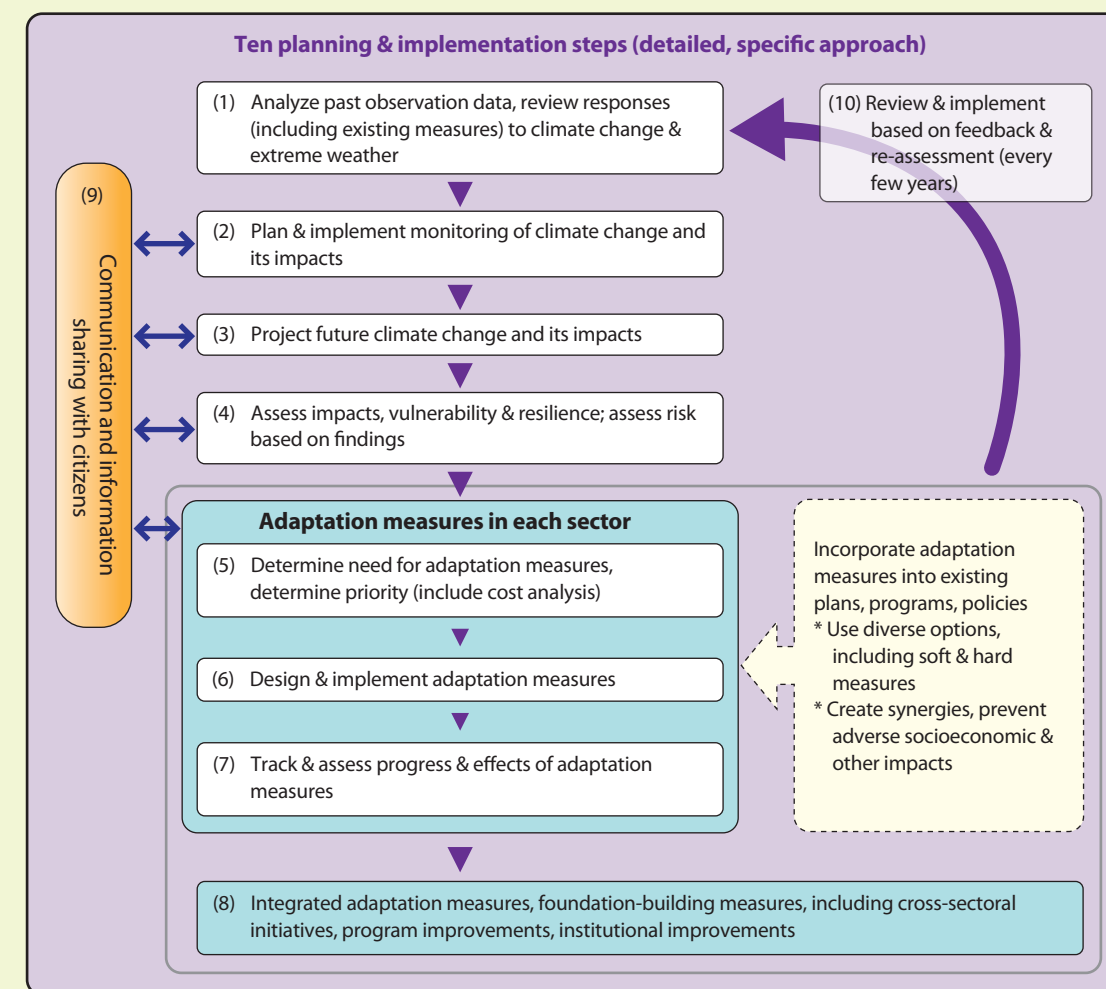 Ten planning & implementation steps (detailed, specific approach)
(1) Analyze past observation data, review responses
(including existing measures) to climate change &
extreme weather
(10) Review & implement
based on feedback &
re-assessment (every
few years)
(9)
Communication and information
sharing with citizens
(2) Plan & implement monitoring of climate change and
its impacts
(3) Project future climate change and its impacts
(4) Assess impacts, vulnerability & resilience; assess risk
based on findings
Adaptation measures in each sector
(5) Determine need for adaptation measures,
determine priority (include cost analysis)
(6) Design & implement adaptation measures
(7) Track & assess progress & effects of adaptation
measures
Incorporate adaptation
measures into existing
plans, programs, policies
* Use diverse options,
including soft & hard
measures
* Create synergies, prevent
adverse socioeconomic &
other impacts
(8) Integrated adaptation measures, foundation-building measures, including cross-sectoral
initiatives, program improvements, institutional improvements